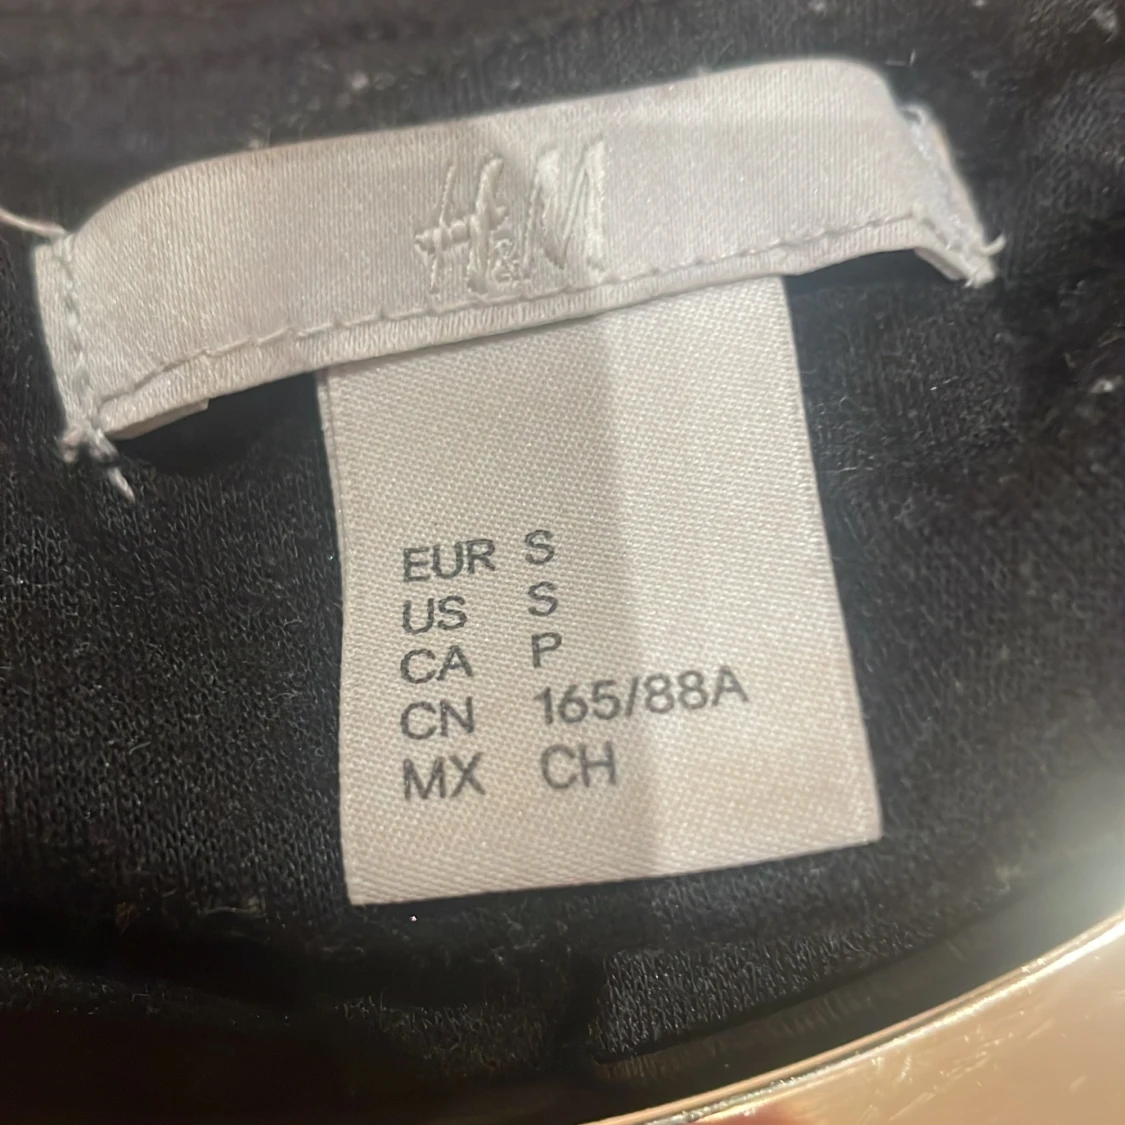 H&M
EUR S
US S
CA P
CN 165/88A
MX CH